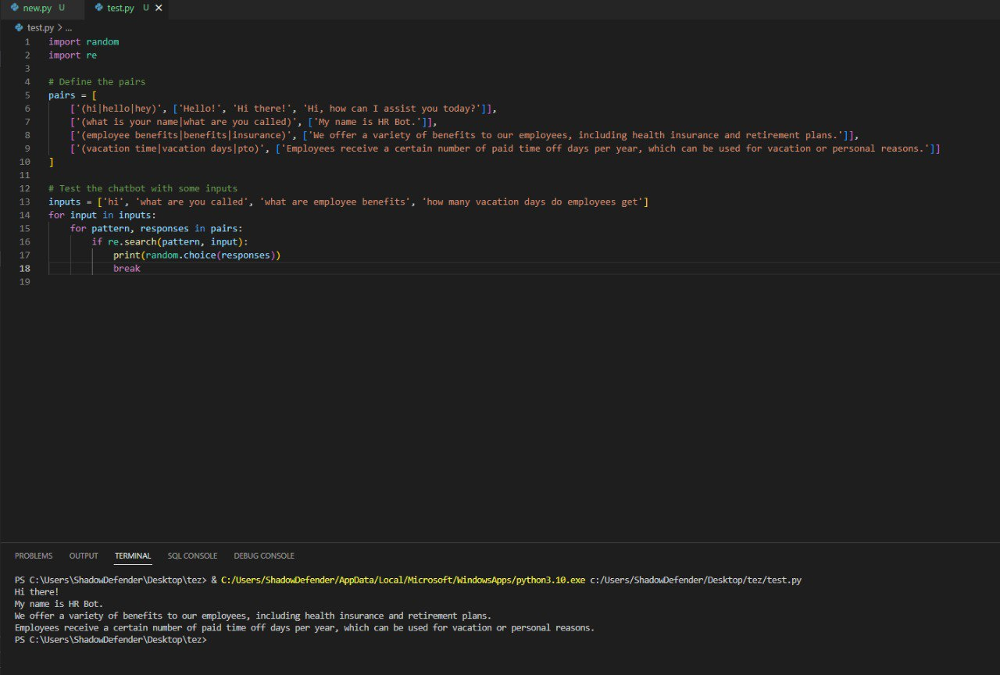 new.py U test.py U
test.py > ...
1 import random
2 import re
3
4 # Define the pairs
5 pairs = [
6     ['(hi|hello|hey)', ['Hello!', 'Hi there!', 'Hi, how can I assist you today?']],
7     ['(what is your name|what are you called)', ['My name is HR Bot.']],
8     ['(employee benefits|benefits|insurance)', ['We offer a variety of benefits to our employees, including health insurance and retirement plans.']],
9     ['(vacation time|vacation days|pto)', ['Employees receive a certain number of paid time off days per year, which can be used for vacation or personal reasons.']]
10 ]
11
12 # Test the chatbot with some inputs
13 inputs = ['hi', 'what are you called', 'what are employee benefits', 'how many vacation days do employees get']
14 for input in inputs:
15     for pattern, responses in pairs:
16         if re.search(pattern, input):
17             print(random.choice(responses))
18             break
19
PROBLEMS OUTPUT TERMINAL SQL CONSOLE DEBUG CONSOLE
PS C:\Users\ShadowDefender\Desktop\tez> & C:/Users/ShadowDefender/AppData/Local/Microsoft/WindowsApps/python3.10.exe c:/Users/ShadowDefender/Desktop/tez/test.py
Hi there!
My name is HR Bot.
We offer a variety of benefits to our employees, including health insurance and retirement plans.
Employees receive a certain number of paid time off days per year, which can be used for vacation or personal reasons.
PS C:\Users\ShadowDefender\Desktop\tez>